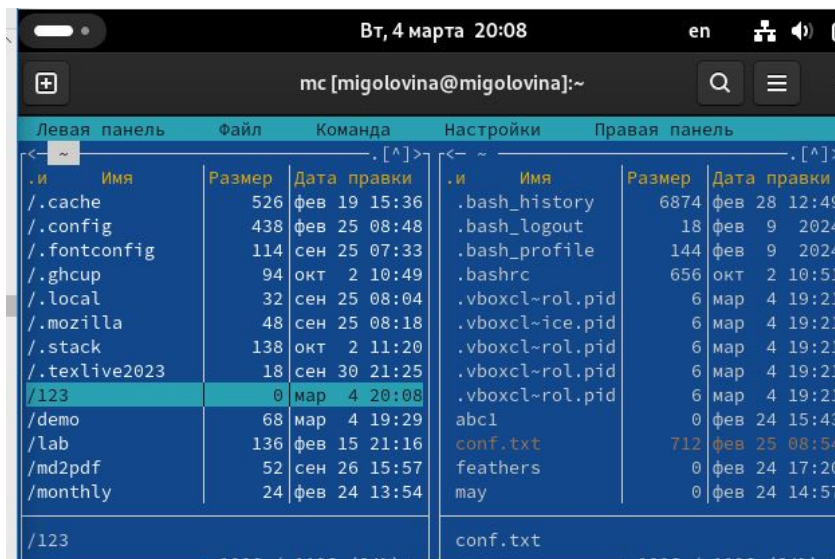 Вт, 4 марта 20:08 en
mc [migolovina@migolovina]:~
Левая панель Файл Команда Настройки Правая панель
<— ~ .[^]> <— ~ .[^]>
.и Имя Размер Дата правки .и Имя Размер Дата правки
/.cache 526 фев 19 15:36 .bash_history 6874 фев 28 12:49
/.config 438 фев 25 08:48 .bash_logout 18 фев 9 2024
/.fontconfig 114 сен 25 07:33 .bash_profile 144 фев 9 2024
/.ghcup 94 окт 2 10:49 .bashrc 656 окт 2 10:51
/.local 32 сен 25 08:04 .vboxcl~rol.pid 6 мар 4 19:21
/.mozilla 48 сен 25 08:18 .vboxcl~ice.pid 6 мар 4 19:21
/.stack 138 окт 2 11:20 .vboxcl~rol.pid 6 мар 4 19:21
/.texlive2023 18 сен 30 21:25 .vboxcl~rol.pid 6 мар 4 19:21
/123 0 мар 4 20:08 .vboxcl~rol.pid 6 мар 4 19:21
/demo 68 мар 4 19:29 abc1 0 фев 24 15:43
/lab 136 фев 15 21:16 conf.txt 712 фев 25 08:54
/md2pdf 52 сен 26 15:57 feathers 0 фев 24 17:20
/monthly 24 фев 24 13:54 may 0 фев 24 14:57
/123 conf.txt